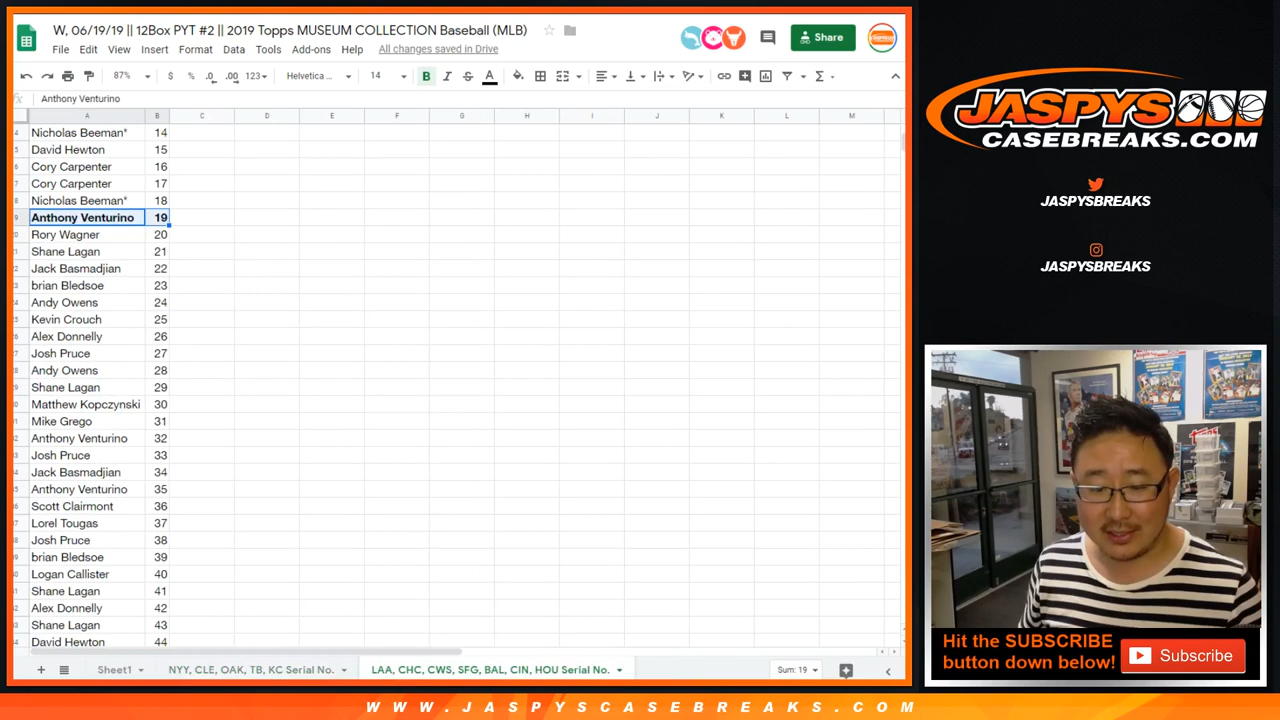 W, 06/19/19 || 12Box PYT #2 || 2019 Topps MUSEUM COLLECTION Baseball (MLB)
File Edit View Insert Format Data Tools Add-ons Help All changes saved in Drive
Share
87% $ % .0 .00 123 Helvetica ... 14 B I S A
fx Anthony Venturino
A B C D E F G H I J K L M
Nicholas Beeman* 14
David Hewton 15
Cory Carpenter 16
Cory Carpenter 17
Nicholas Beeman* 18
Anthony Venturino 19
Rory Wagner 20
Shane Lagan 21
Jack Basmadjian 22
brian Bledsoe 23
Andy Owens 24
Kevin Crouch 25
Alex Donnelly 26
Josh Pruce 27
Andy Owens 28
Shane Lagan 29
Matthew Kopczynski 30
Mike Grego 31
Anthony Venturino 32
Josh Pruce 33
Jack Basmadjian 34
Anthony Venturino 35
Scott Clairmont 36
Lorel Tougas 37
Josh Pruce 38
brian Bledsoe 39
Logan Callister 40
Shane Lagan 41
Alex Donnelly 42
Shane Lagan 43
David Hewton 44
Sheet1 NYY, CLE, OAK, TB, KC Serial No. LAA, CHC, CWS, SFG, BAL, CIN, HOU Serial No. Sum: 19
JASPYS
CASEBREAKS.COM
JASPYSBREAKS
JASPYSBREAKS
Hit the SUBSCRIBE
button down below!
Subscribe
WWW.JASPYSCASEBREAKS.COM